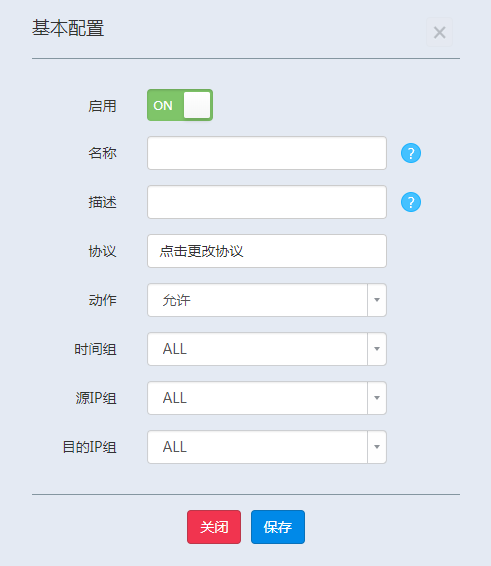 基本配置
×
启用 ON
名称 ?
描述 ?
协议 点击更改协议
动作 允许
时间组 ALL
源IP组 ALL
目的IP组 ALL
关闭 保存